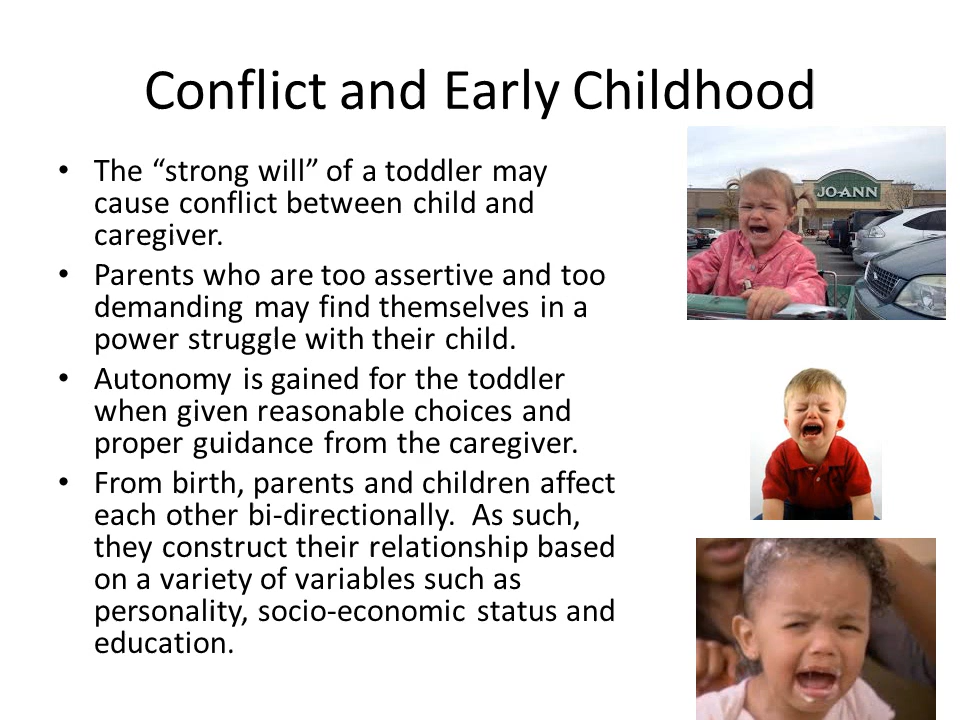 Conflict and Early Childhood
• The “strong will” of a toddler may
cause conflict between child and
caregiver.
• Parents who are too assertive and too
demanding may find themselves in a
power struggle with their child.
• Autonomy is gained for the toddler
when given reasonable choices and
proper guidance from the caregiver.
• From birth, parents and children affect
each other bi-directionally.  As such,
they construct their relationship based
on a variety of variables such as
personality, socio-economic status and
education.
JO-ANN